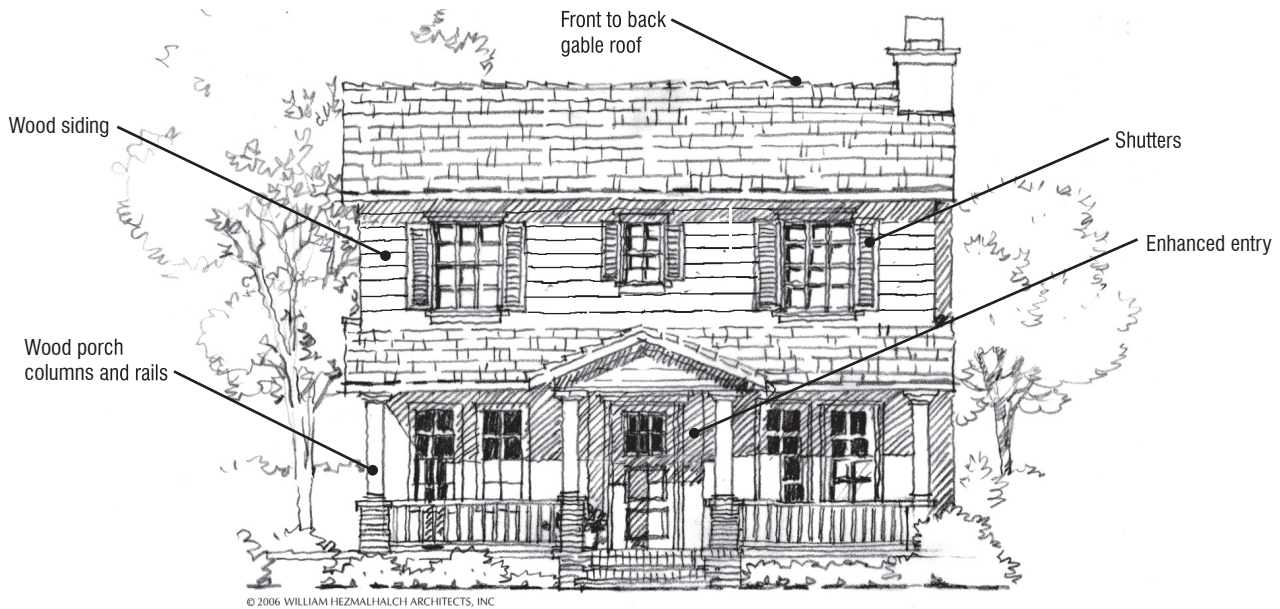 Front to back
gable roof
Wood siding
Shutters
Enhanced entry
Wood porch
columns and rails
© 2006 WILLIAM HEZMALHALCH ARCHITECTS, INC